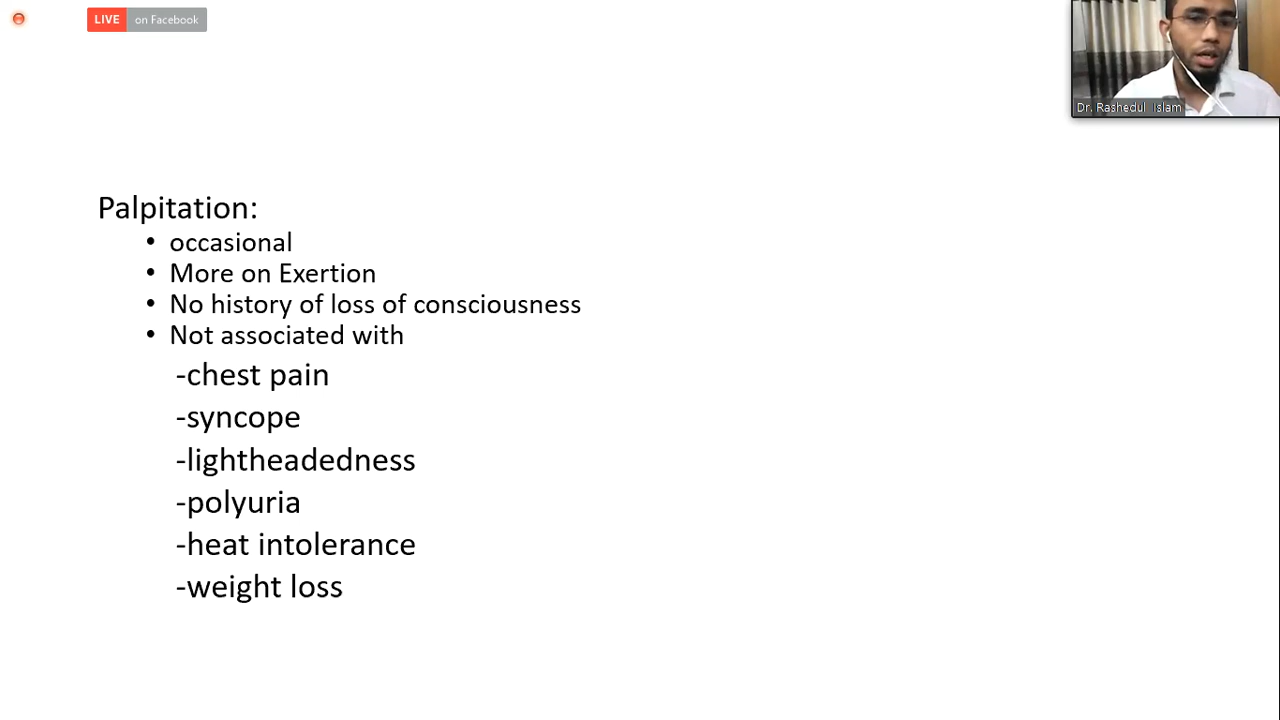 LIVE on Facebook
Dr. Rashedul Islam
Palpitation:
• occasional
• More on Exertion
• No history of loss of consciousness
• Not associated with
-chest pain
-syncope
-lightheadedness
-polyuria
-heat intolerance
-weight loss